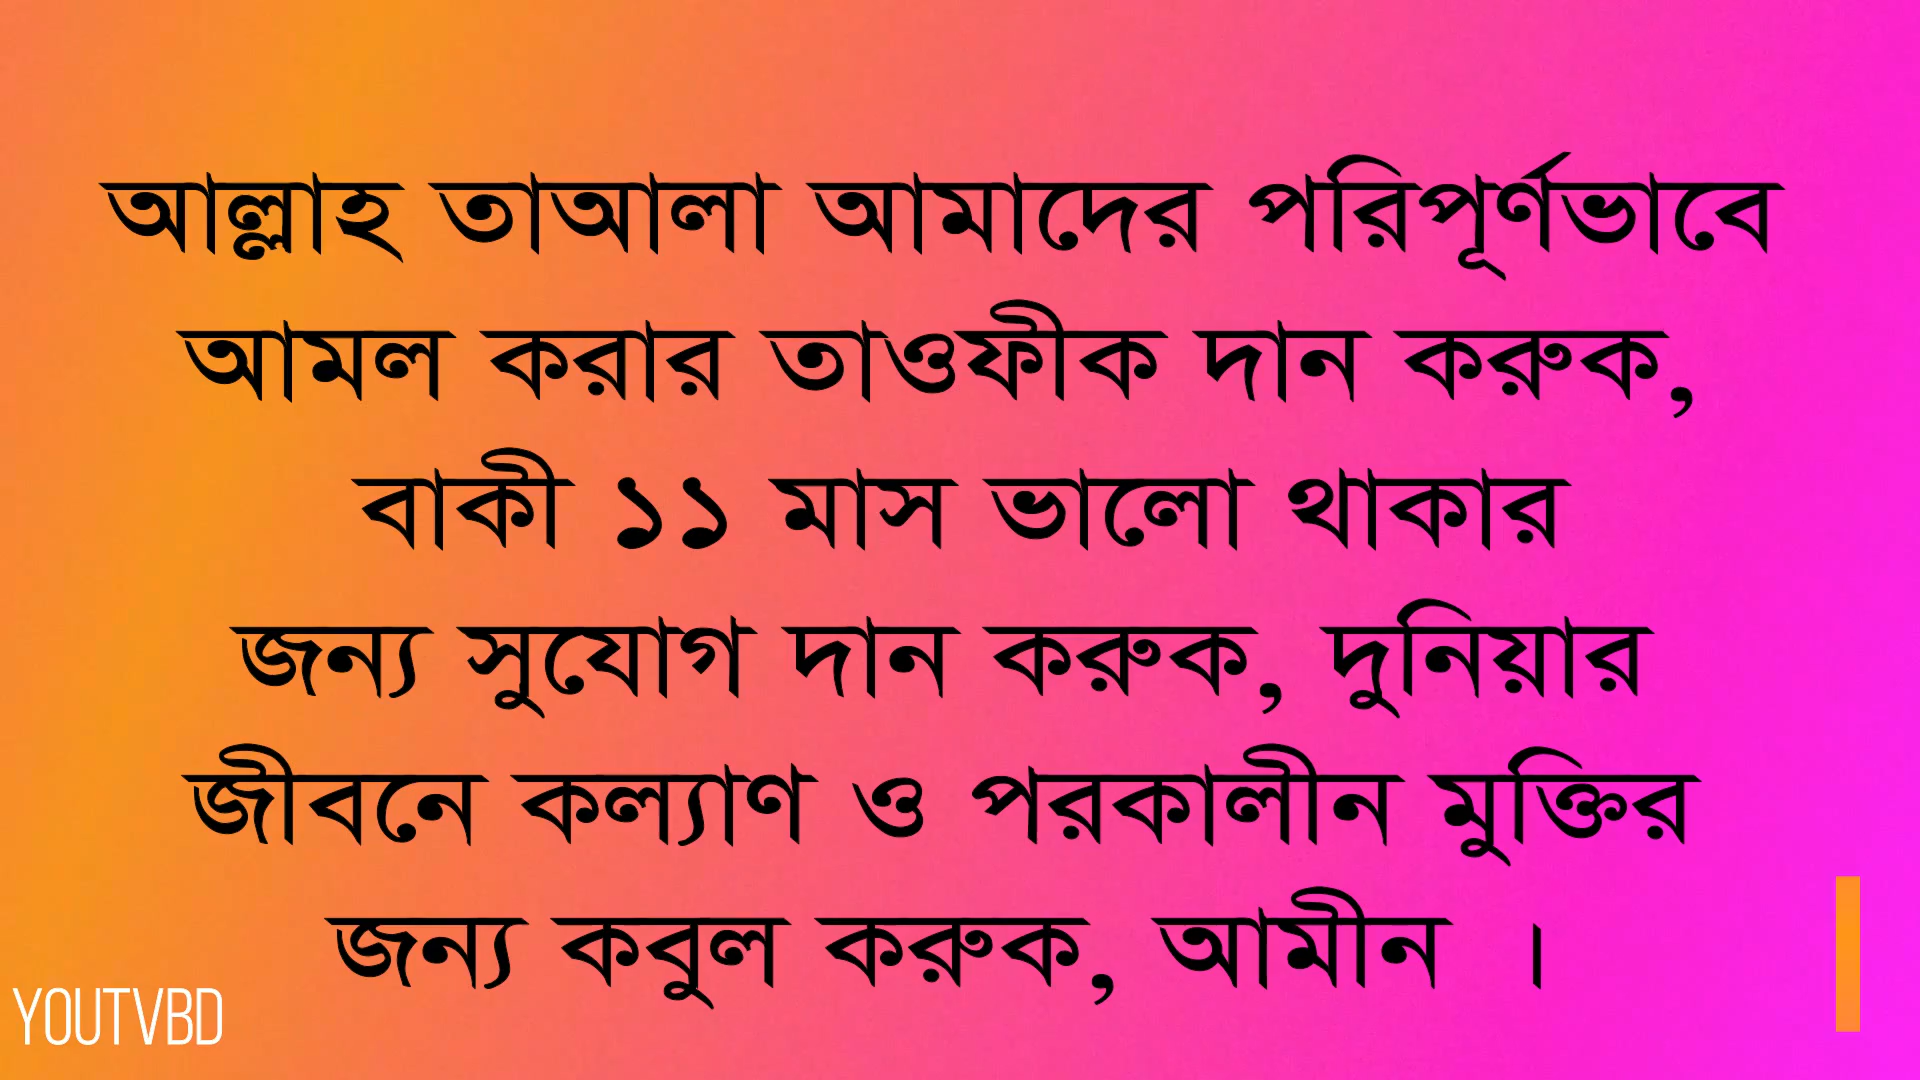 আল্লাহ তাআলা আমাদের পরিপূর্ণভাবে
আমল করার তাওফীক দান করুক,
বাকী ১১ মাস ভালো থাকার
জন্য সুযোগ দান করুক, দুনিয়ার
জীবনে কল্যাণ ও পরকালীন মুক্তির
জন্য কবুল করুক, আমীন ।
YOUTVBD